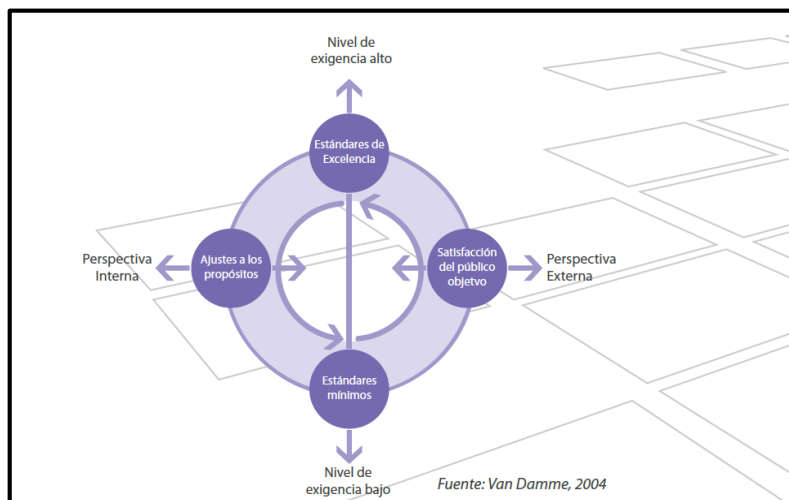 Nivel de
exigencia alto
Estándares de
Excelencia
Perspectiva
Interna
Ajustes a los
propósitos
Satisfacción
del público
objetvo
Perspectiva
Externa
Estándares
mínimos
Nivel de
exigencia bajo
Fuente: Van Damme, 2004